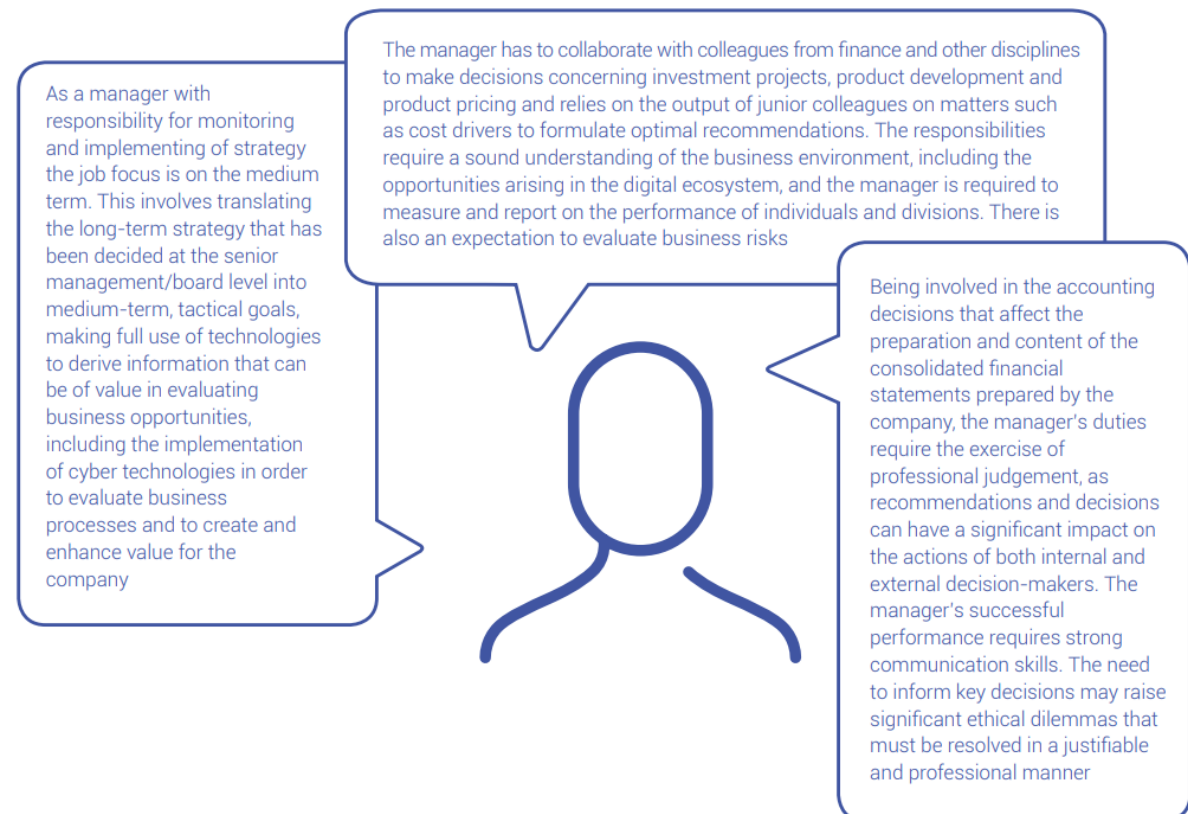 As a manager with
responsibility for monitoring
and implementing of strategy
the job focus is on the medium
term. This involves translating
the long-term strategy that has
been decided at the senior
management/board level into
medium-term, tactical goals,
making full use of technologies
to derive information that can
be of value in evaluating
business opportunities,
including the implementation
of cyber technologies in order
to evaluate business
processes and to create and
enhance value for the
company
The manager has to collaborate with colleagues from finance and other disciplines
to make decisions concerning investment projects, product development and
product pricing and relies on the output of junior colleagues on matters such
as cost drivers to formulate optimal recommendations. The responsibilities
require a sound understanding of the business environment, including the
opportunities arising in the digital ecosystem, and the manager is required to
measure and report on the performance of individuals and divisions. There is
also an expectation to evaluate business risks
Being involved in the accounting
decisions that affect the
preparation and content of the
consolidated financial
statements prepared by the
company, the manager's duties
require the exercise of
professional judgement, as
recommendations and decisions
can have a significant impact on
the actions of both internal and
external decision-makers. The
manager's successful
performance requires strong
communication skills. The need
to inform key decisions may raise
significant ethical dilemmas that
must be resolved in a justifiable
and professional manner